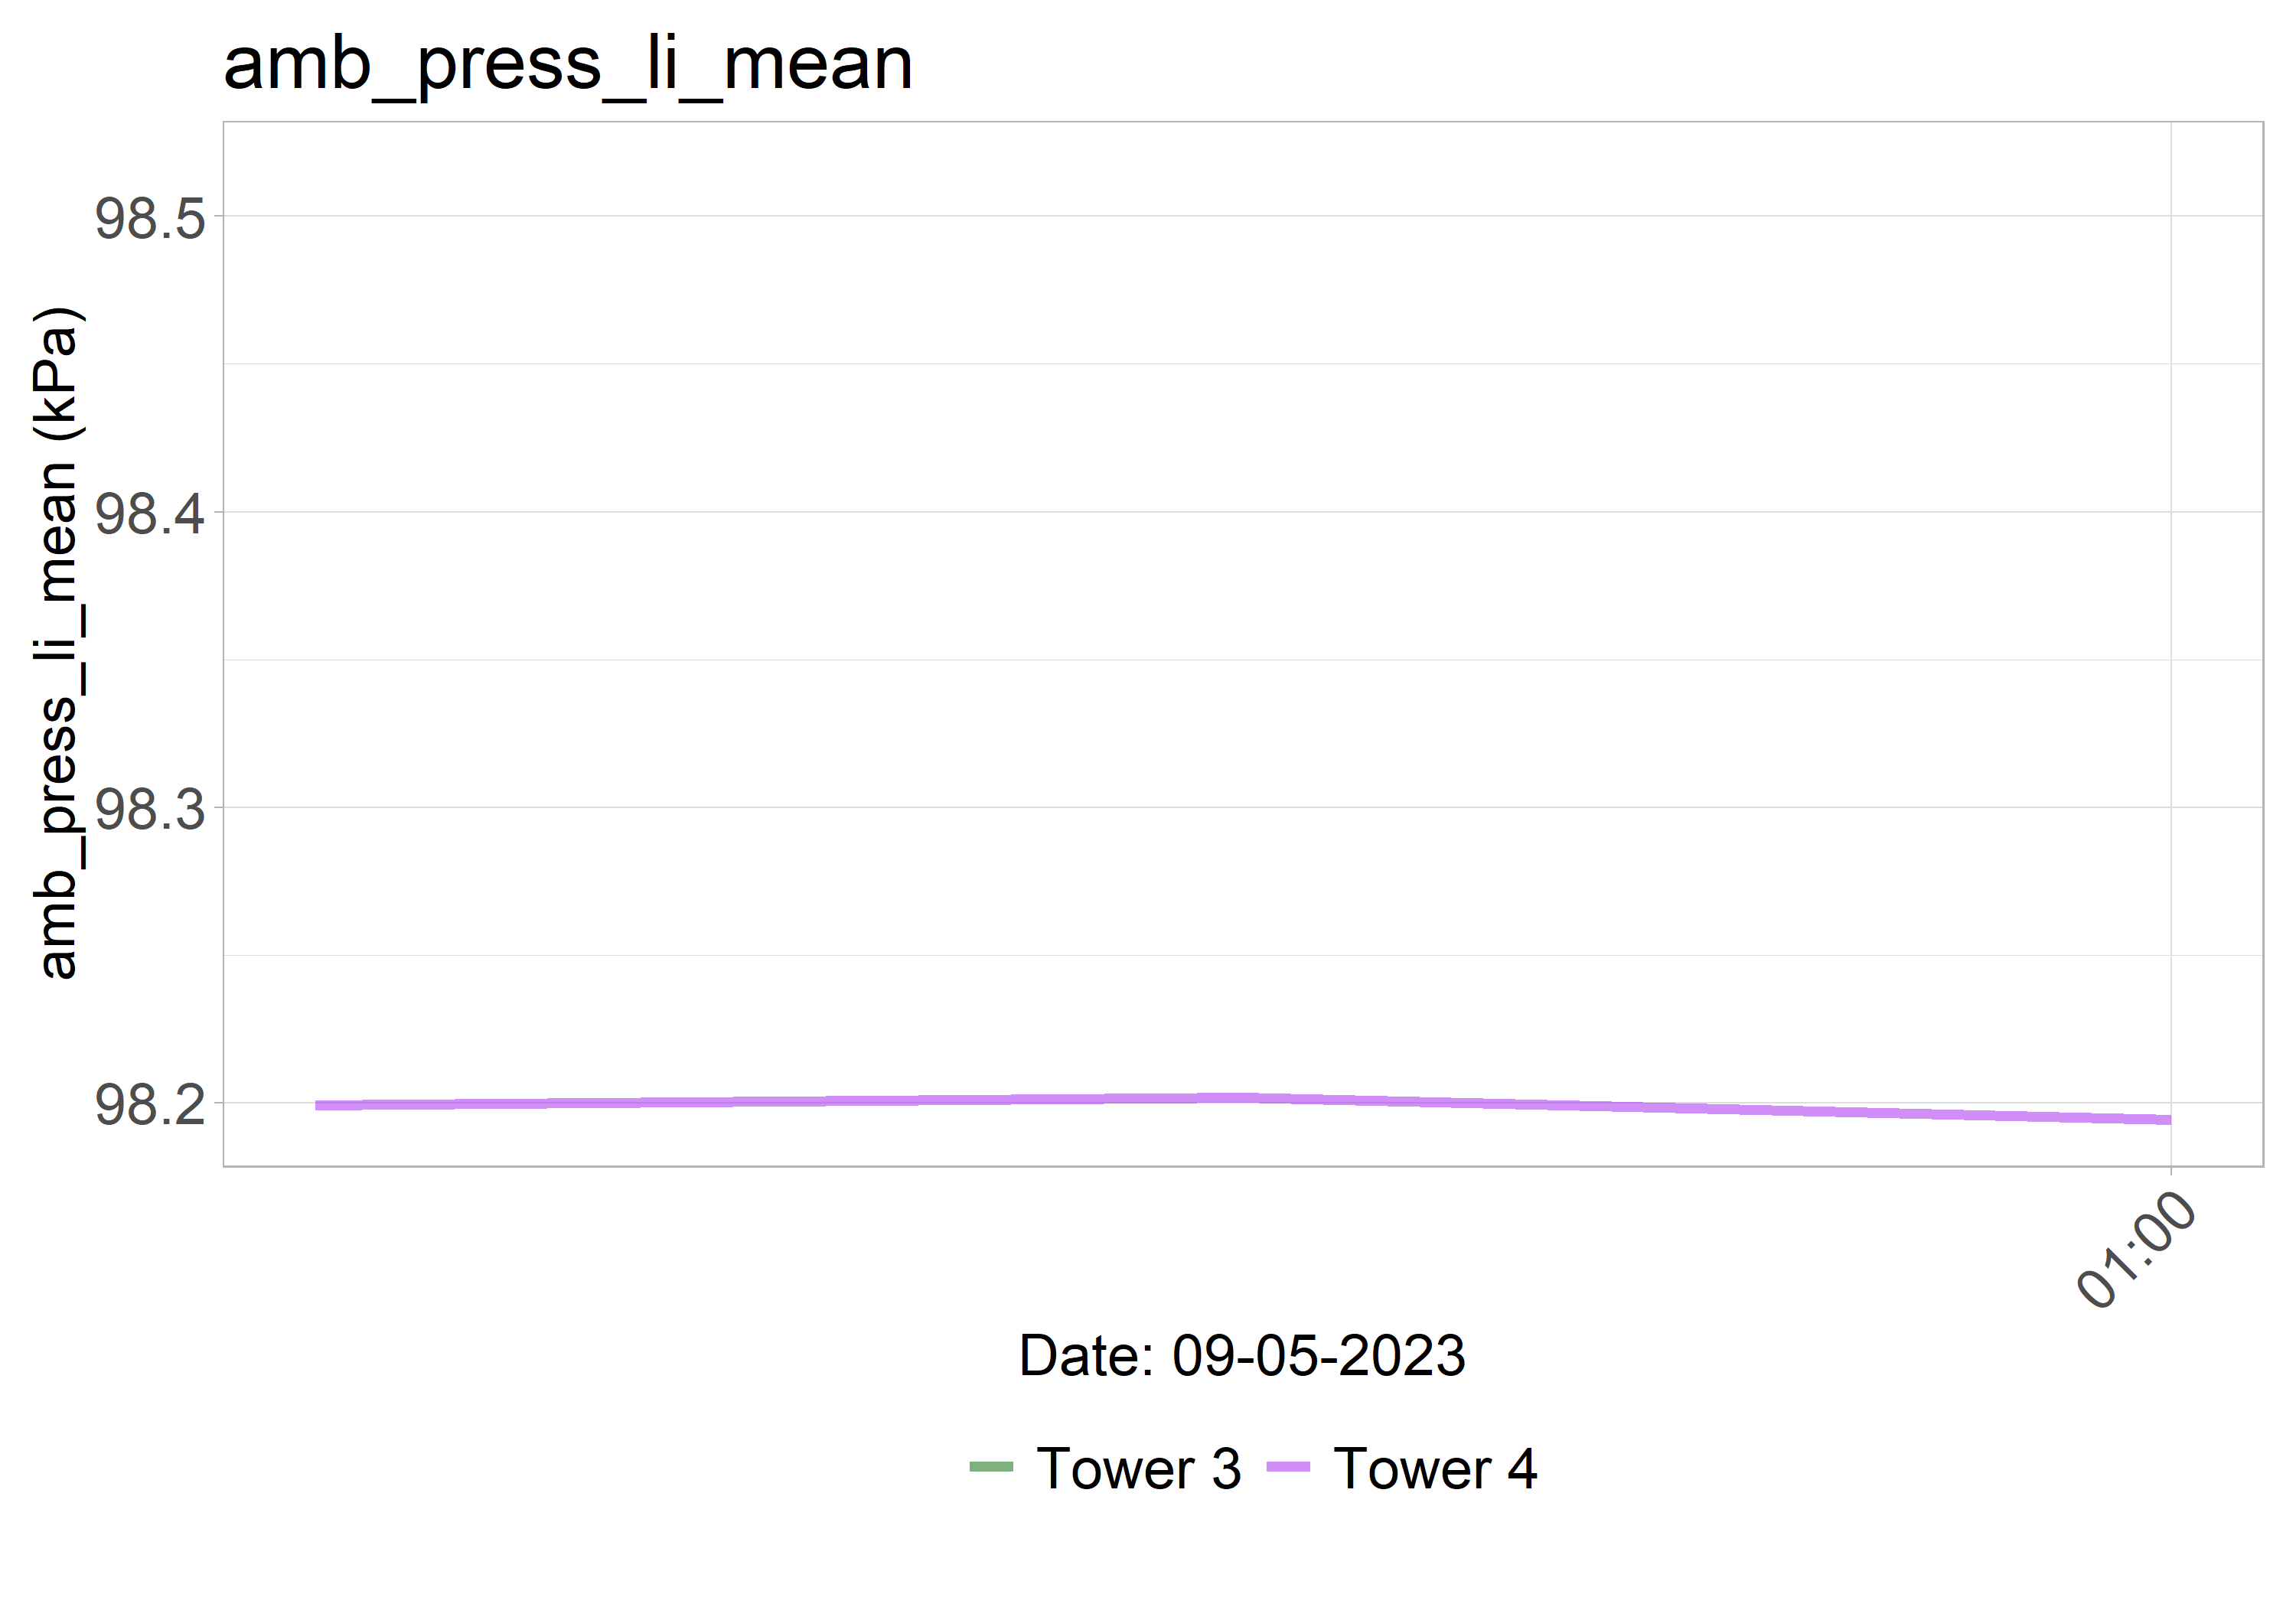 amb_press_li_mean
amb_press_li_mean (kPa)
98.5
98.4
98.3
98.2
01:00
Date: 09-05-2023
Tower 3 Tower 4